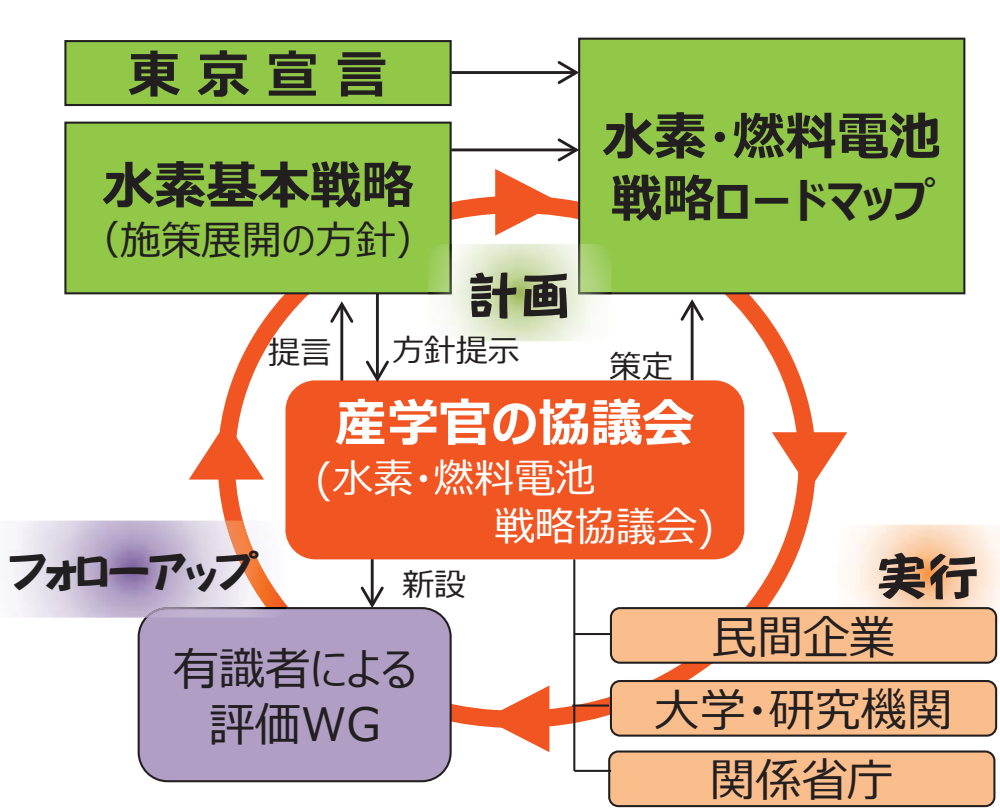 東京宣言
水素・燃料電池
戦略ロードマップ
水素基本戦略
（施策展開の方針）
計画
提言
方針提示
策定
産学官の協議会
(水素・燃料電池
戦略協議会)
フォローアップ
新設
実行
有識者による
評価WG
民間企業
大学・研究機関
関係省庁